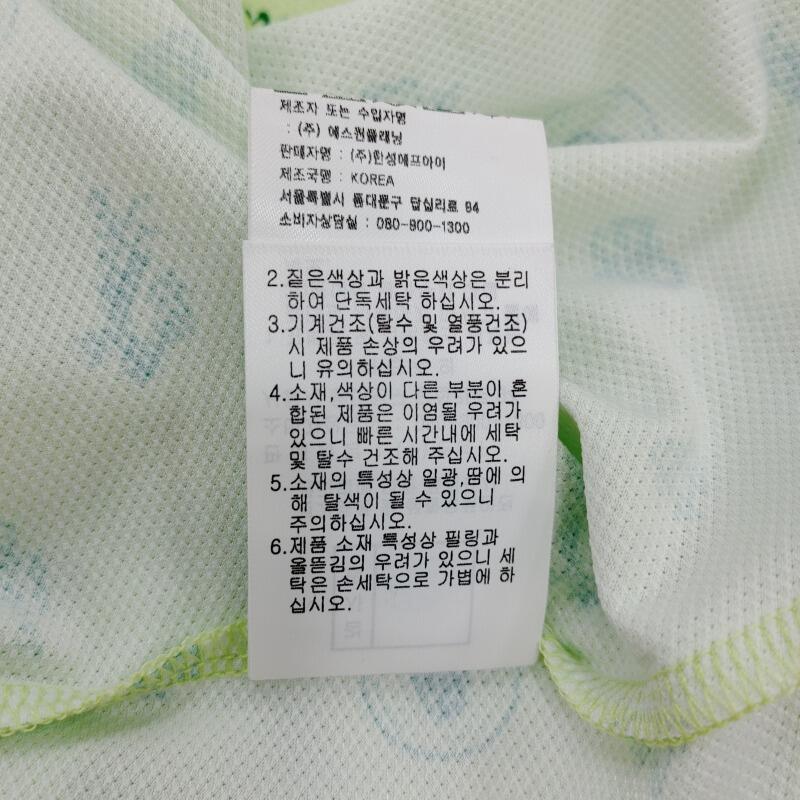 제조자 또는 수입자명
: (주) 에스원플래닝
판매자명 : (주)한성에프아이
제조국명 : KOREA
서울특별시 동대문구 답십리로 84
소비자상담실 : 080-900-1300
2.짙은색상과 밝은색상은 분리
하여 단독세탁 하십시오.
3.기계건조(탈수 및 열풍건조)
시 제품 손상의 우려가 있으
니 유의하십시오.
4.소재,색상이 다른 부분이 혼
합된 제품은 이염될 우려가
있으니 빠른 시간내에 세탁
및 탈수 건조해 주십시오.
5.소재의 특성상 일광,땀에 의
해 탈색이 될 수 있으니
주의하십시오.
6.제품 소재 특성상 필링과
올뜯김의 우려가 있으니 세
탁은 손세탁으로 가볍에 하
십시오.